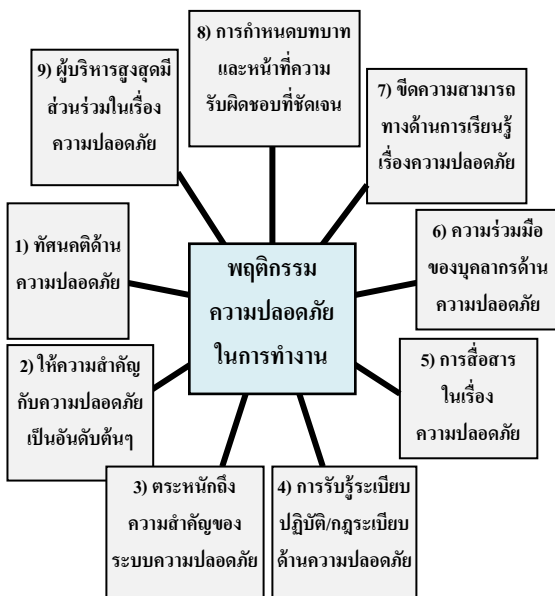 8) การกำหนดบทบาท
และหน้าที่ความ
รับผิดชอบที่ชัดเจน
9) ผู้บริหารสูงสุดมี
ส่วนร่วมในเรื่อง
ความปลอดภัย
7) ขีดความสามารถ
ทางด้านการเรียนรู้
เรื่องความปลอดภัย
1) ทัศนคติด้าน
ความปลอดภัย
พฤติกรรม
ความปลอดภัย
ในการทำงาน
6) ความร่วมมือ
ของบุคลากรด้าน
ความปลอดภัย
2) ให้ความสำคัญ
กับความปลอดภัย
เป็นอันดับต้นๆ
5) การสื่อสาร
ในเรื่อง
ความปลอดภัย
3) ตระหนักถึง
ความสำคัญของ
ระบบความปลอดภัย
4) การรับรู้ระเบียบ
ปฏิบัติ/กฎระเบียบ
ด้านความปลอดภัย